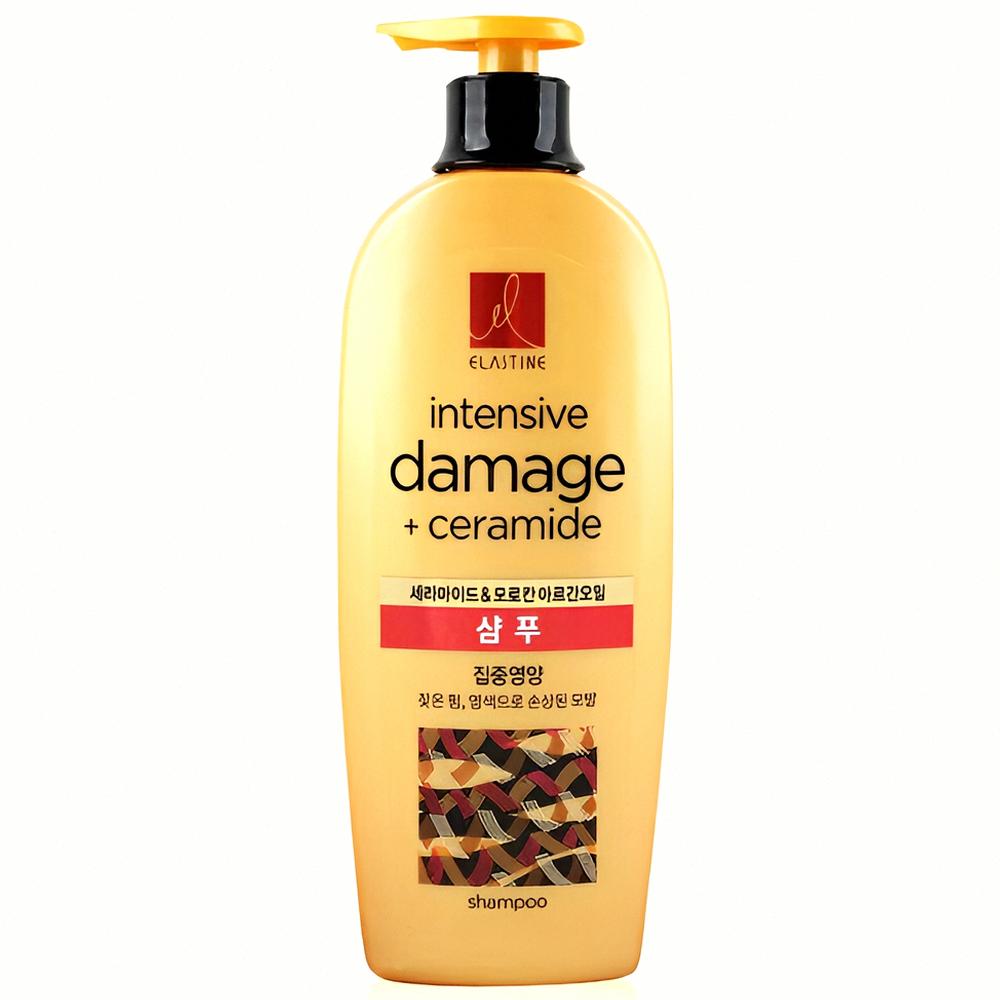 el
ELASTINE
intensive
damage
+ ceramide
세라마이드&모로칸아르간오일
샴푸
집중영양
잦은 펌, 염색으로 손상된 모발
shampoo